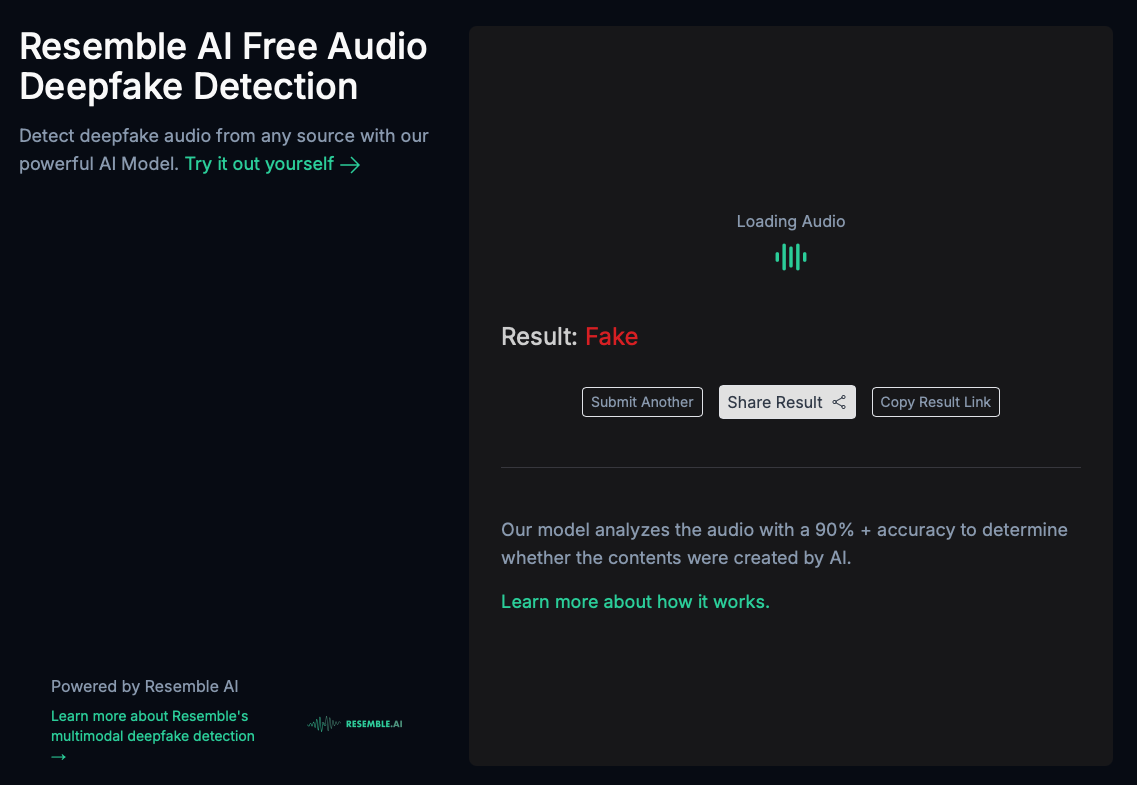 Resemble AI Free Audio
Deepfake Detection
Detect deepfake audio from any source with our
powerful AI Model. Try it out yourself →
Loading Audio
Result: Fake
Submit Another
Share Result
Copy Result Link
Our model analyzes the audio with a 90% + accuracy to determine
whether the contents were created by AI.
Learn more about how it works.
Powered by Resemble AI
Learn more about Resemble's
multimodal deepfake detection
→
RESEMBLE.AI